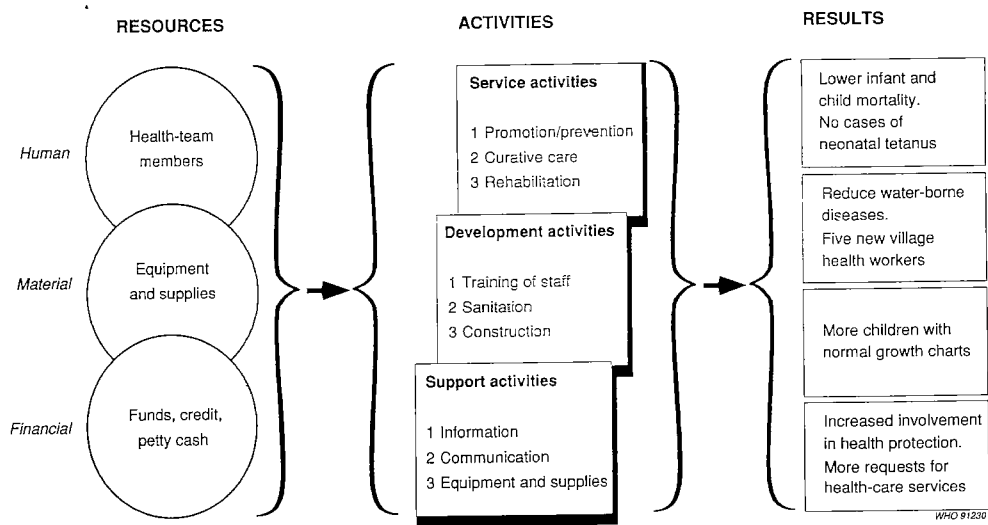 RESOURCES
ACTIVITIES
RESULTS
Human
Health-team
members
Material
Equipment
and supplies
Financial
Funds, credit,
petty cash
Service activities
1 Promotion/prevention
2 Curative care
3 Rehabilitation
Development activities
1 Training of staff
2 Sanitation
3 Construction
Support activities
1 Information
2 Communication
3 Equipment and supplies
Lower infant and
child mortality.
No cases of
neonatal tetanus
Reduce water-borne
diseases.
Five new village
health workers
More children with
normal growth charts
Increased involvement
in health protection.
More requests for
health-care services
WHO 91230